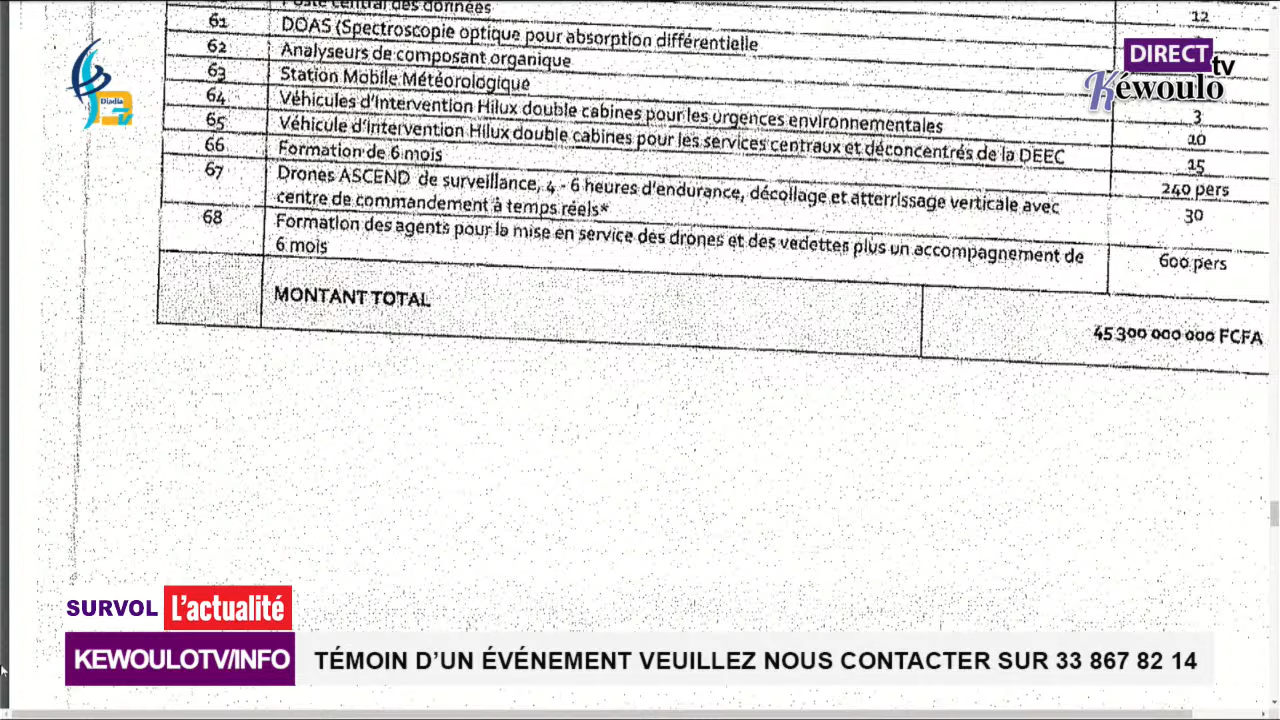 Poste central des données
12
61 DOAS (Spectroscopie optique pour absorption différentielle
62 Analyseurs de composant organique
63 Station Mobile Météorologique
64 Véhicules d'Intervention Hilux double cabines pour les urgences environnementales
3
65 Véhicule d'Intervention Hilux double cabines pour les services centraux et déconcentrés de la DEEC
10
66 Formation de 6 mois
15
67 Drones ASCEND de surveillance, 4 - 6 heures d'endurance, décollage et atterrissage verticale avec
240 pers
centre de commandement à temps réels*
30
68 Formation des agents pour la mise en service des drones et des vedettes plus un accompagnement de
6 mois
600 pers
MONTANT TOTAL
45 300 000 000 FCFA
Diadia
tv
DIRECT
Kéwoulo tv
SURVOL L'actualité
KEWOULOTV/INFO
TÉMOIN D'UN ÉVÉNEMENT VEUILLEZ NOUS CONTACTER SUR 33 867 82 14